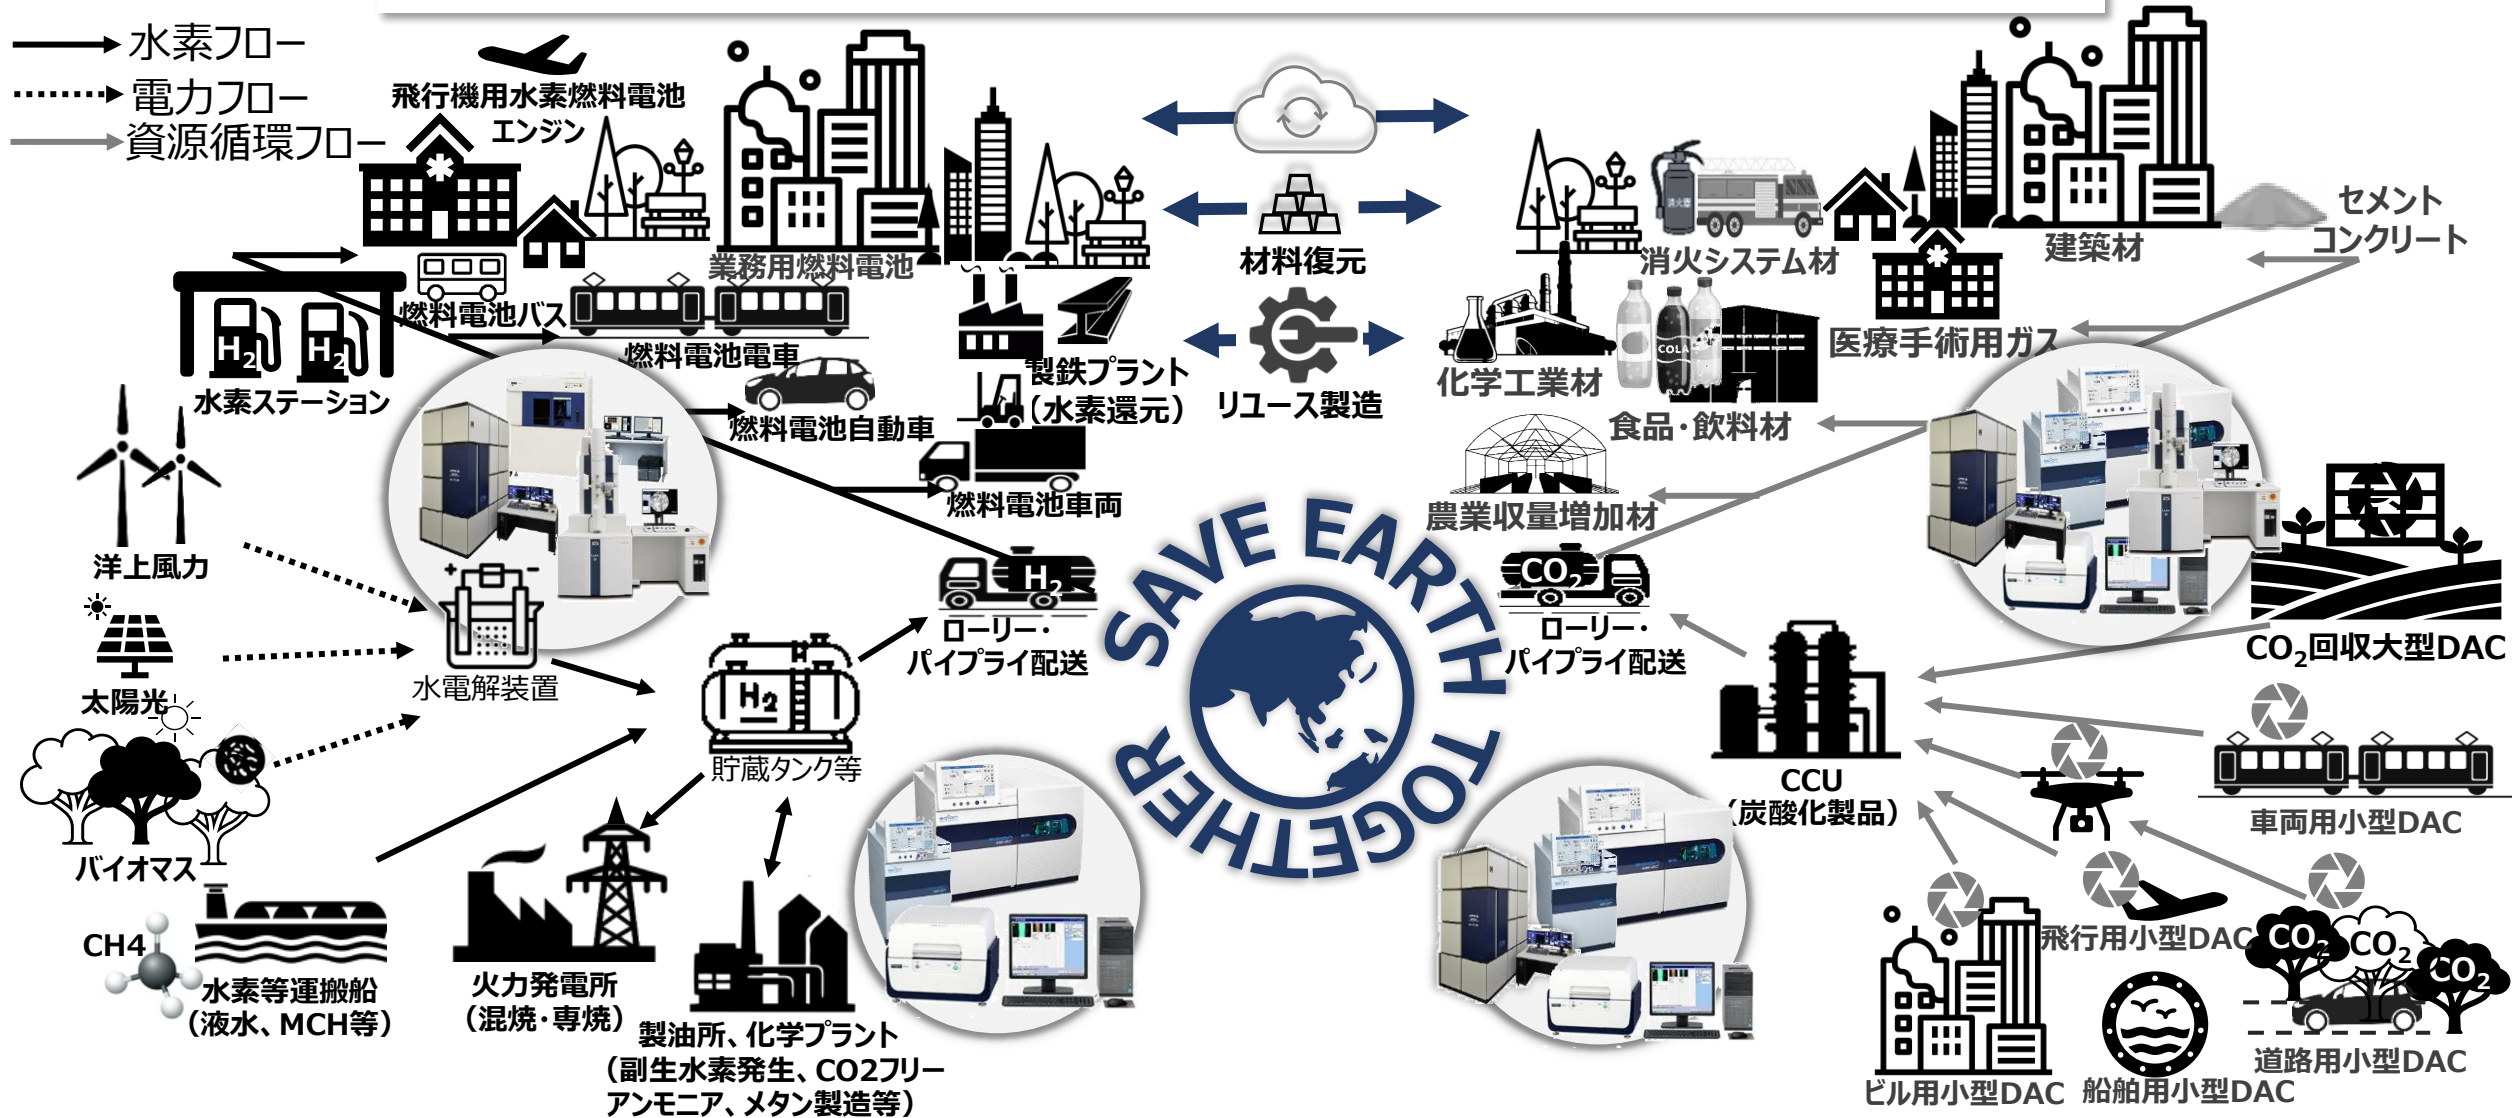 水素フロー
電力フロー
資源循環フロー
飛行機用水素燃料電池
エンジン
業務用燃料電池
燃料電池バス
燃料電池電車
H2
H2
水素ステーション
燃料電池自動車
製鉄プラント
(水素還元)
燃料電池車両
材料復元
リユース製造
消火器
消火システム材
建築材
セメント
コンクリート
医療手術用ガス
化学工業材
COLA
食品・飲料材
農業収量増加材
洋上風力
太陽光
バイオマス
水電解装置
H2
ローリー・
パイプライ配送
H2
貯蔵タンク等
SAVE EARTH TOGETHER
CO2
ローリー・
パイプライ配送
CCU
(炭酸化製品)
CO2回収大型DAC
車両用小型DAC
飛行用小型DAC
CO2
CO2
CO2
道路用小型DAC
ビル用小型DAC
船舶用小型DAC
CH4
水素等運搬船
(液水、MCH等)
火力発電所
(混焼・専焼)
製油所、化学プラント
(副生水素発生、CO2フリー
アンモニア、メタン製造等)